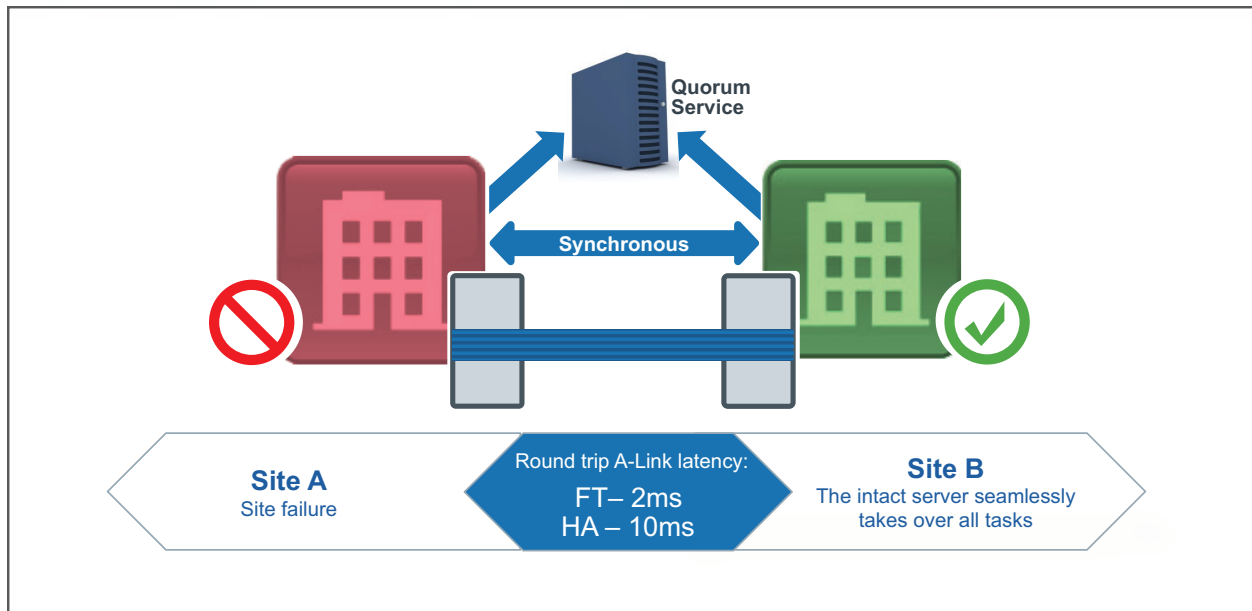 Quorum
Service
Synchronous
Round trip A-Link latency:
FT– 2ms
HA – 10ms
Site A
Site failure
Site B
The intact server seamlessly
takes over all tasks